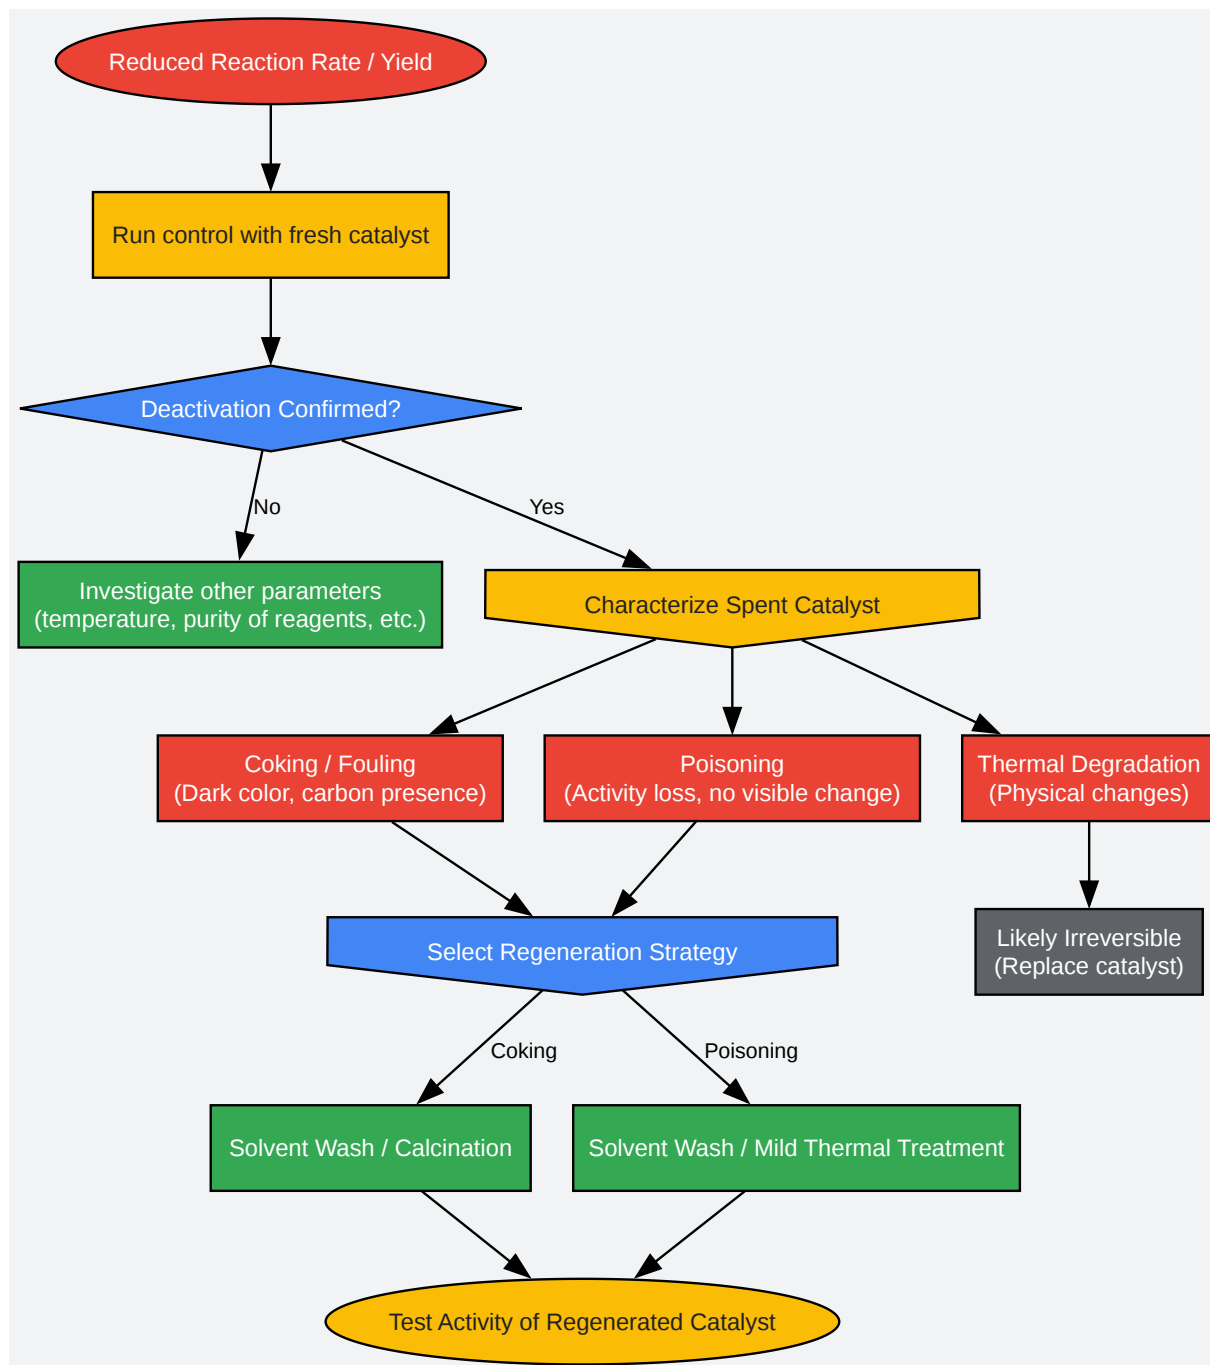 Reduced Reaction Rate / Yield
Run control with fresh catalyst
Deactivation Confirmed?
No
Yes
Investigate other parameters
(temperature, purity of reagents, etc.)
Characterize Spent Catalyst
Coking / Fouling
(Dark color, carbon presence)
Poisoning
(Activity loss, no visible change)
Thermal Degradation
(Physical changes)
Select Regeneration Strategy
Likely Irreversible
(Replace catalyst)
Coking
Poisoning
Solvent Wash / Calcination
Solvent Wash / Mild Thermal Treatment
Test Activity of Regenerated Catalyst